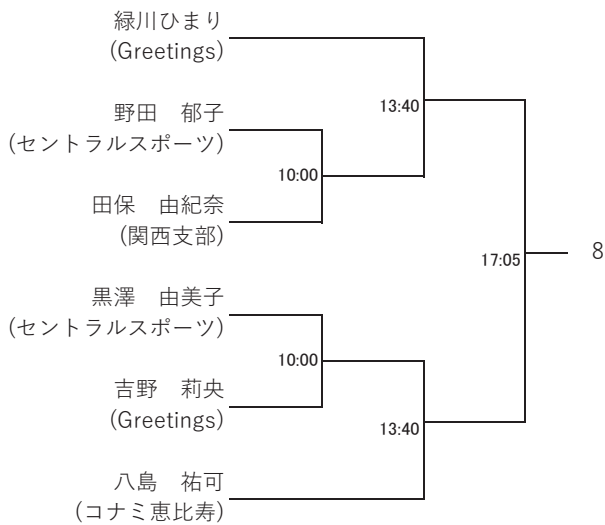 緑川ひまり
(Greetings)
13:40
野田　郁子
(セントラルスポーツ)
10:00
田保　由紀奈
(関西支部)
17:05
8
黒澤　由美子
(セントラルスポーツ)
10:00
吉野　莉央
(Greetings)
13:40
八島　祐可
(コナミ恵比寿)